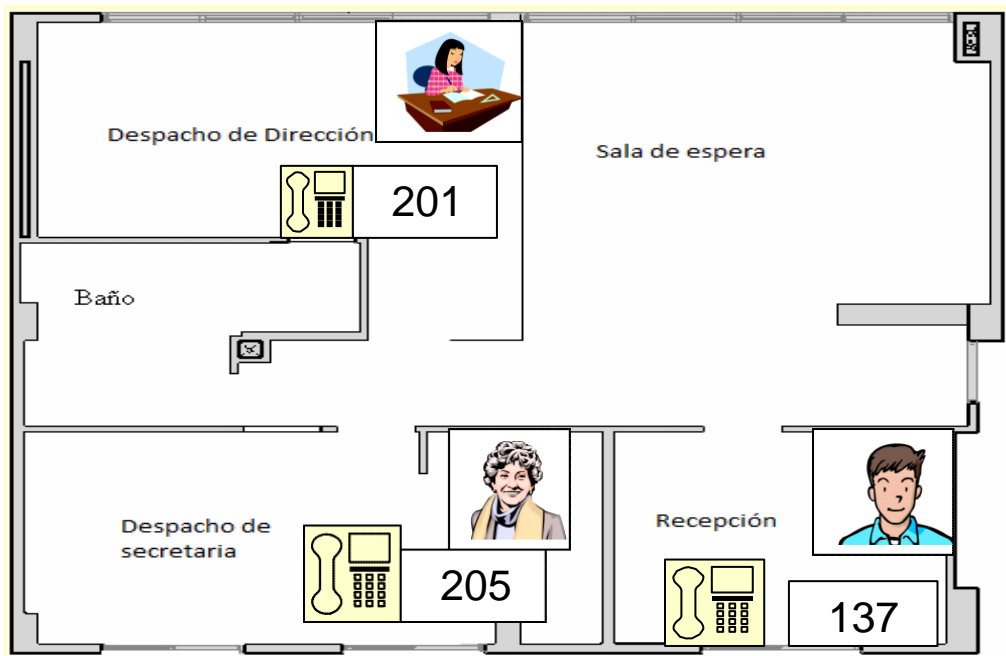 Despacho de Dirección
Sala de espera
201
Baño
Despacho de
secretaria
205
Recepción
137